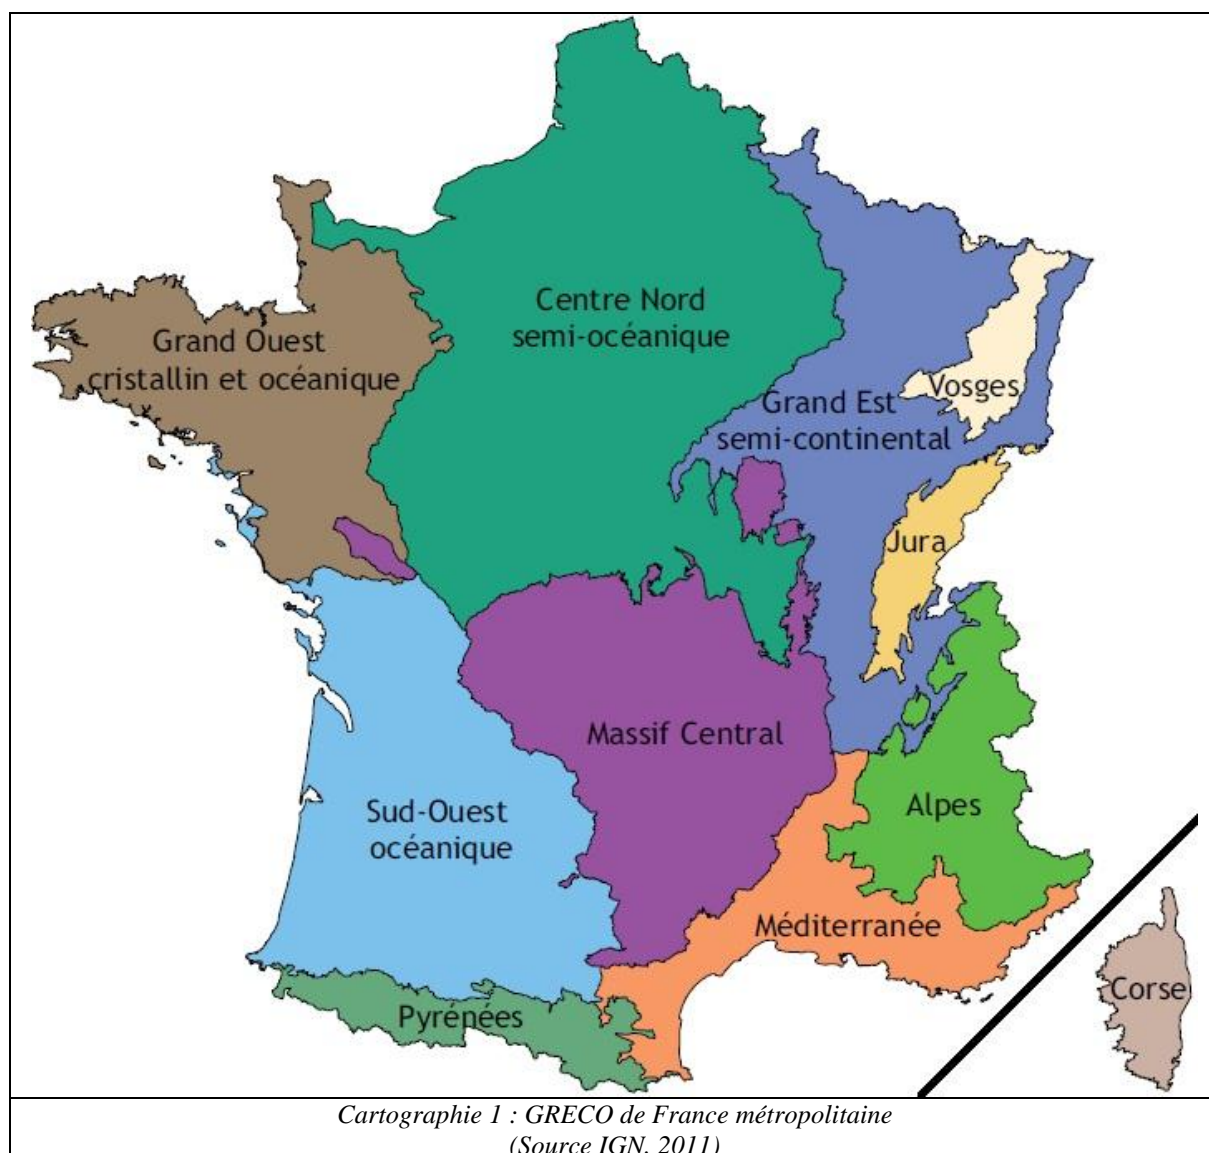 Centre Nord
semi-océanique
Grand Ouest
cristallin et océanique
Vosges
Grand Est
semi-continental
Jura
Massif Central
Alpes
Sud-Ouest
océanique
Méditerranée
Corse
Pyrénées
Cartographie 1 : GRECO de France métropolitaine
(Source IGN, 2011)